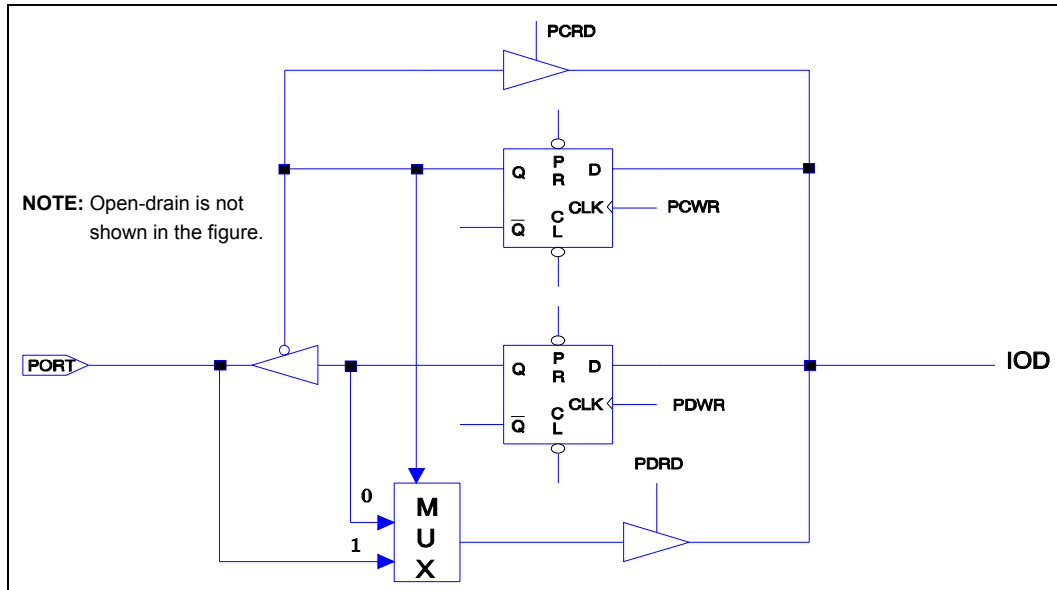 PCRD
Q
P
R
D
CLK
PCWR
Q
C
L
NOTE: Open-drain is not
shown in the figure.
PORT
Q
P
R
D
IOD
CLK
PDWR
Q
C
L
PDRD
0
1
M
U
X